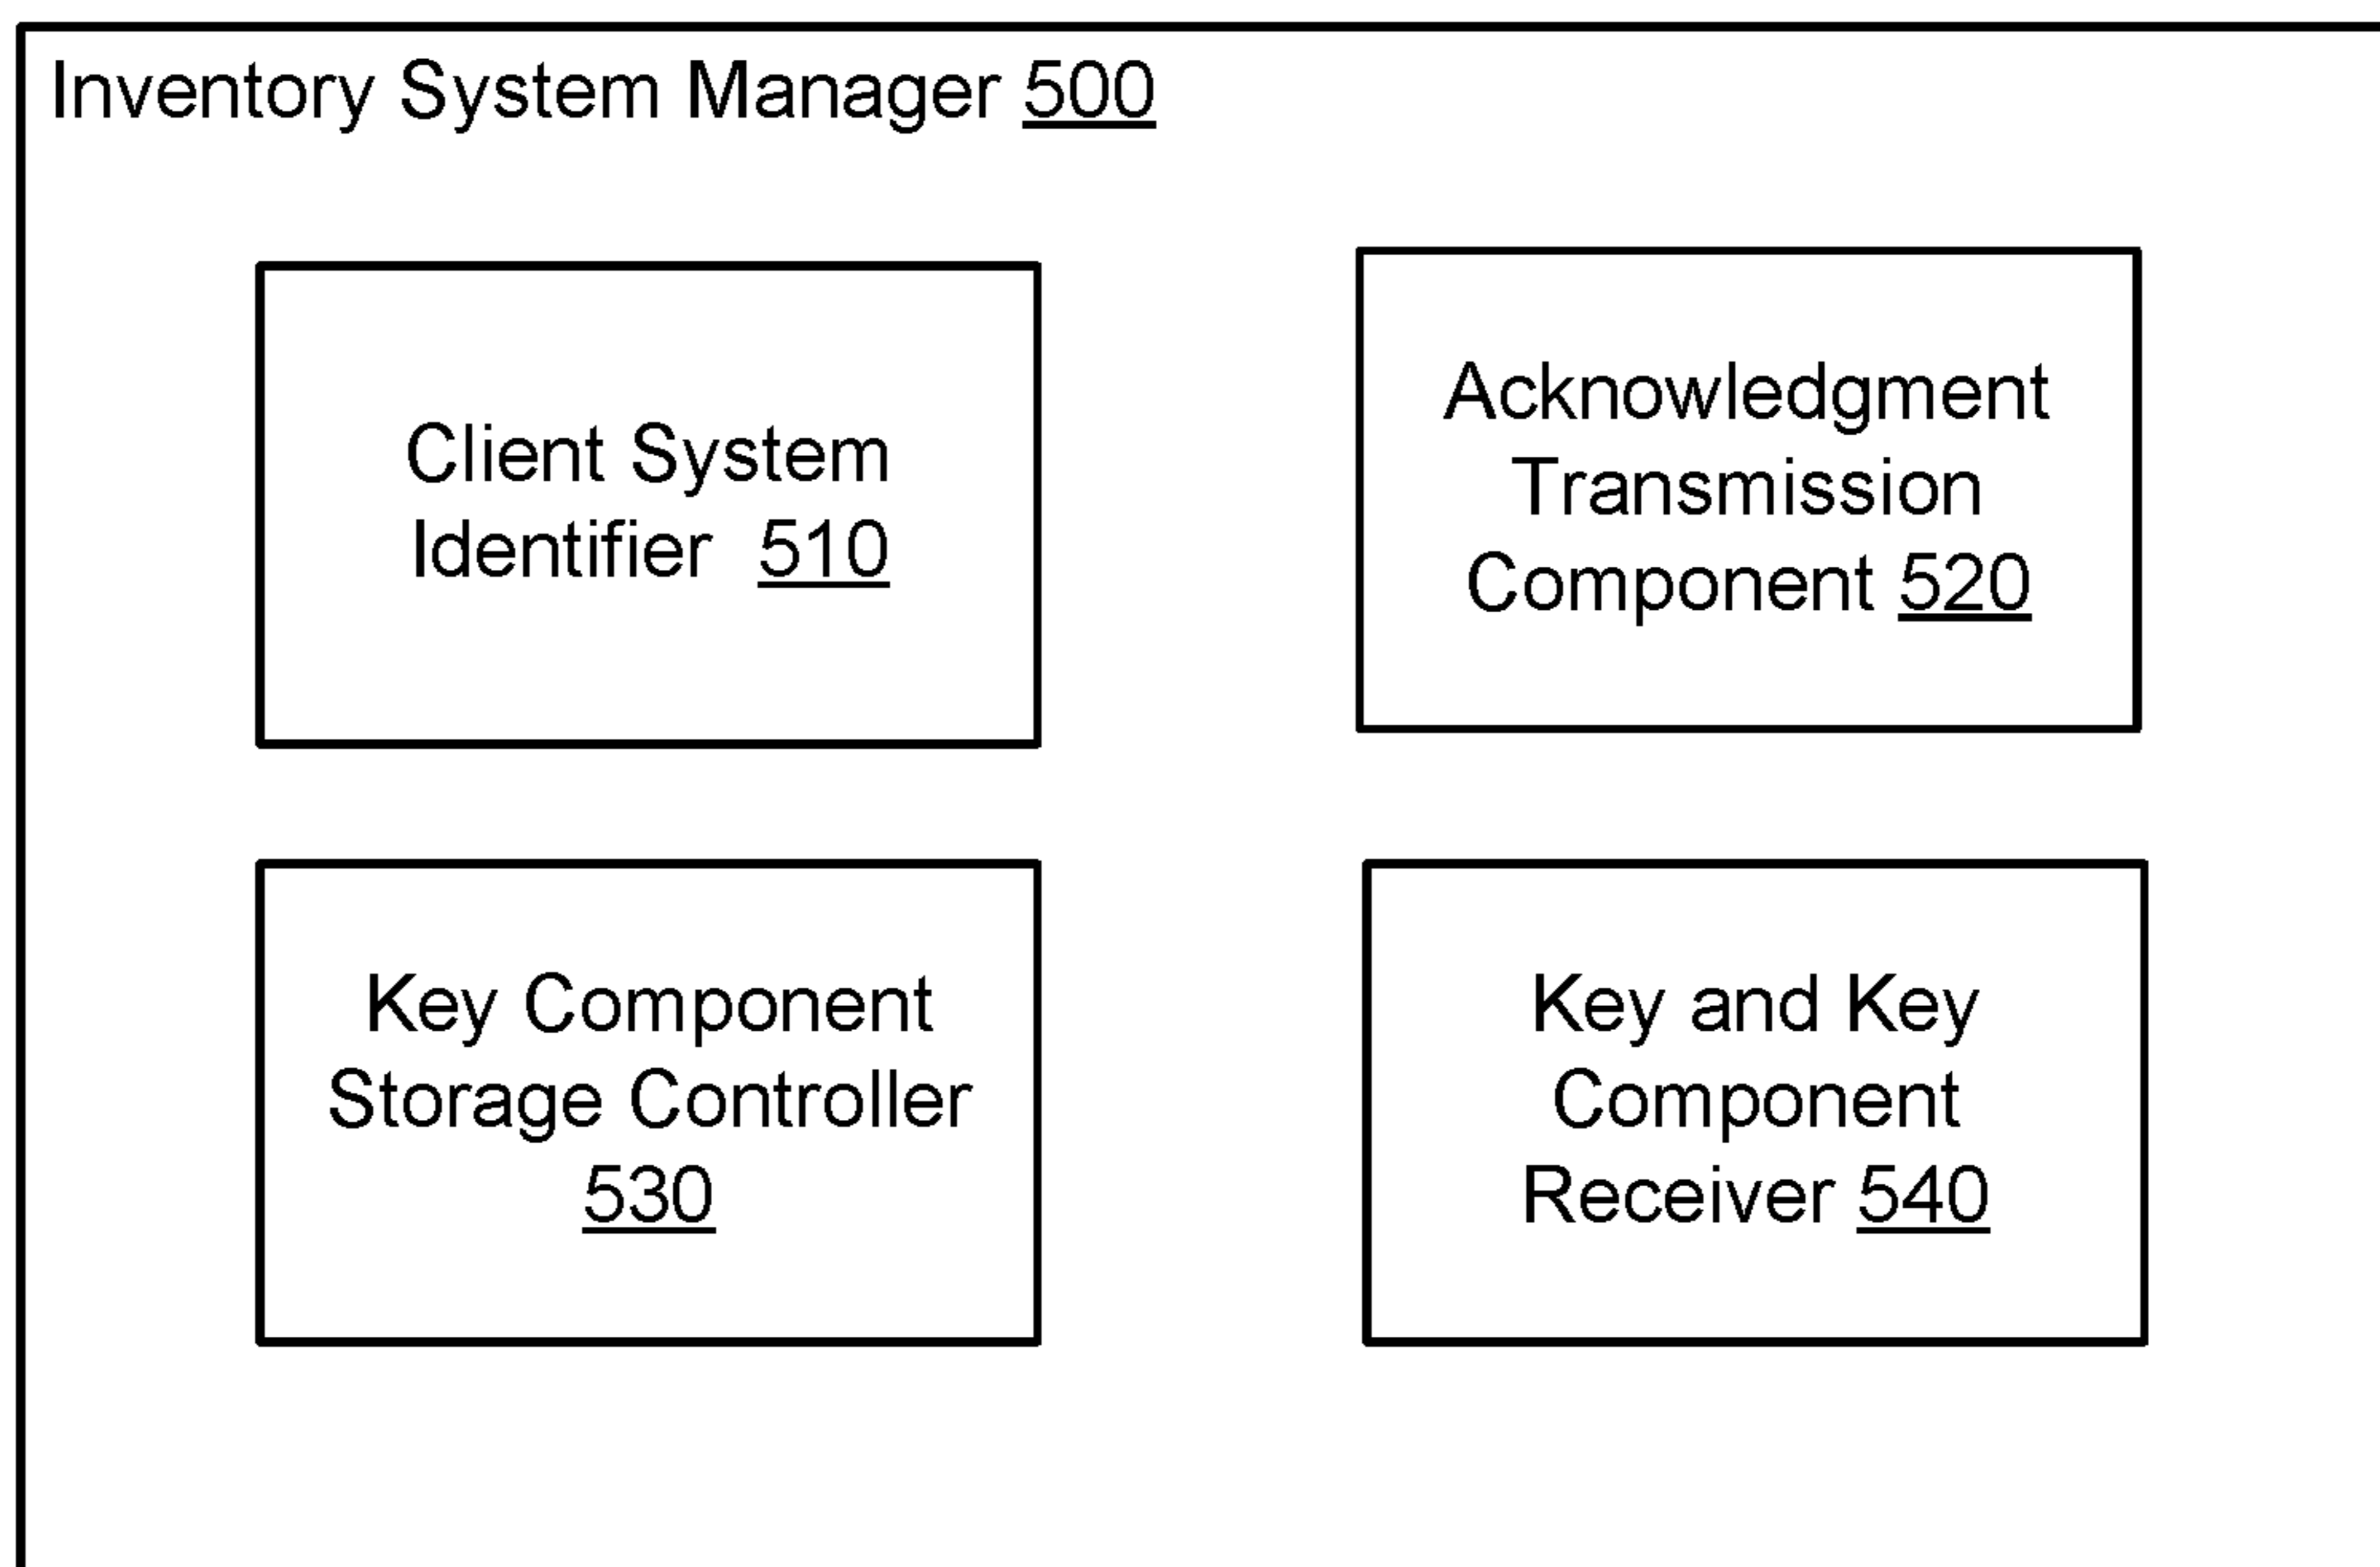 Inventory System Manager 500
Client System
Identifier 510
Acknowledgment
Transmission
Component 520
Key Component
Storage Controller
530
Key and Key
Component
Receiver 540